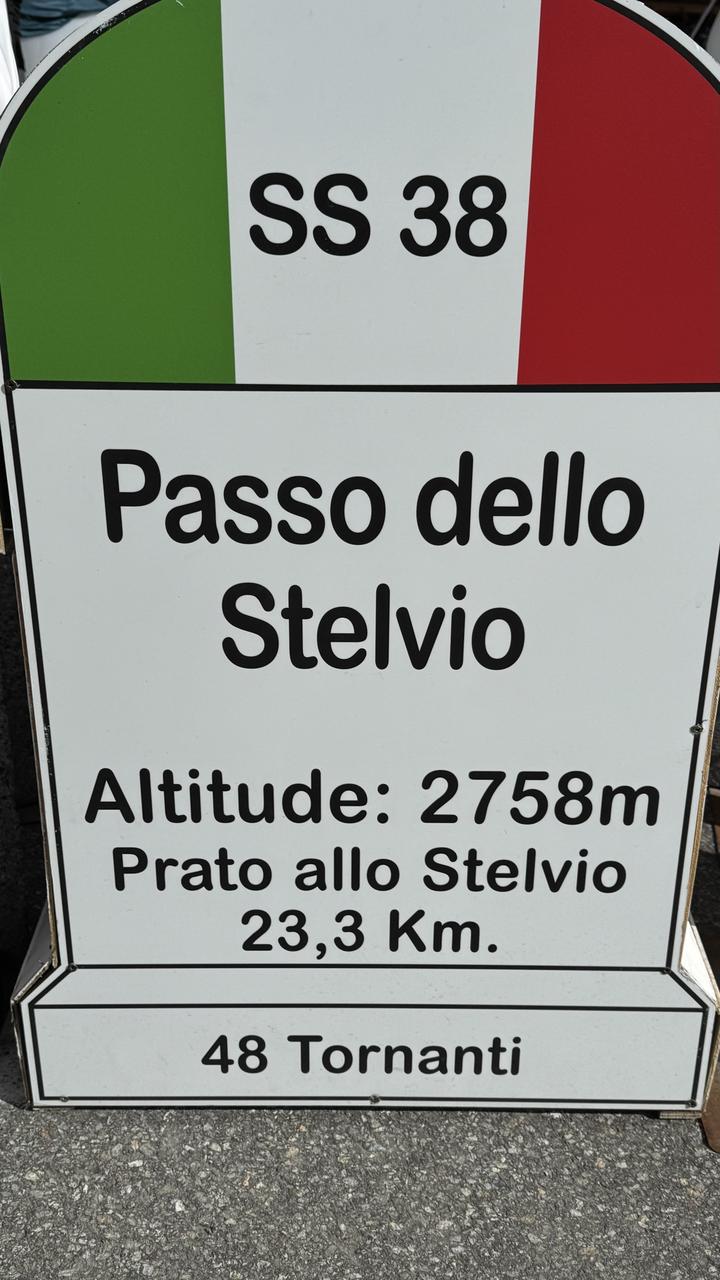 SS 38
Passo dello
Stelvio
Altitude: 2758m
Prato allo Stelvio
23,3 Km.
48 Tornanti